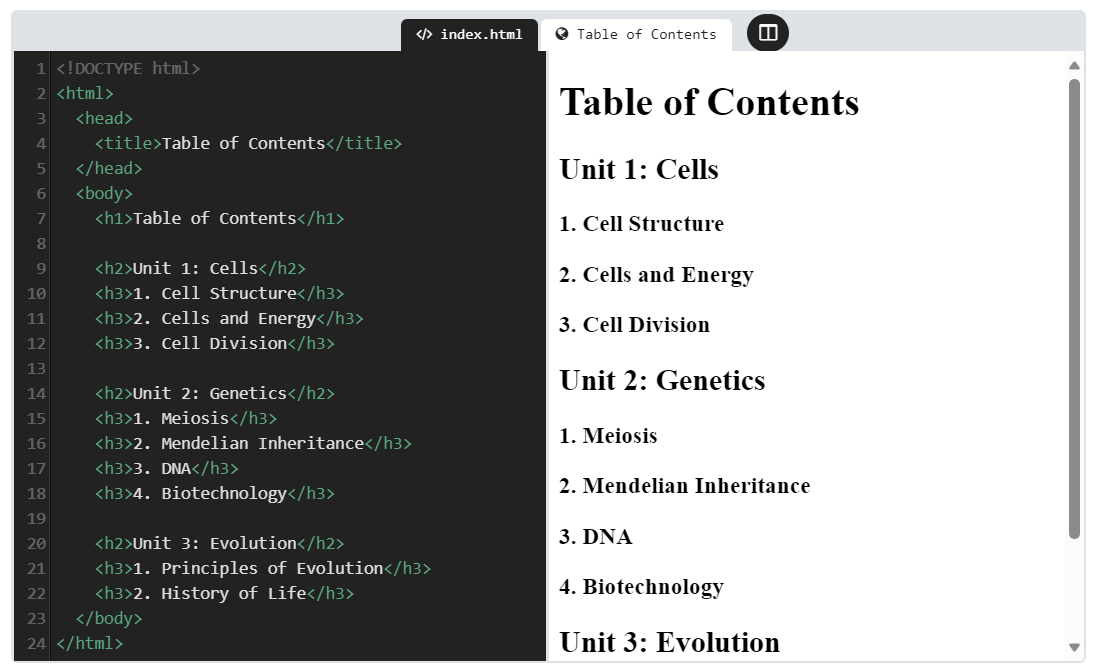 </> index.html
Table of Contents
1 <!DOCTYPE html>
2 <html>
3   <head>
4     <title>Table of Contents</title>
5   </head>
6   <body>
7     <h1>Table of Contents</h1>
8
9     <h2>Unit 1: Cells</h2>
10     <h3>1. Cell Structure</h3>
11     <h3>2. Cells and Energy</h3>
12     <h3>3. Cell Division</h3>
13
14     <h2>Unit 2: Genetics</h2>
15     <h3>1. Meiosis</h3>
16     <h3>2. Mendelian Inheritance</h3>
17     <h3>3. DNA</h3>
18     <h3>4. Biotechnology</h3>
19
20     <h2>Unit 3: Evolution</h2>
21     <h3>1. Principles of Evolution</h3>
22     <h3>2. History of Life</h3>
23   </body>
24 </html>
Table of Contents
Unit 1: Cells
1. Cell Structure
2. Cells and Energy
3. Cell Division
Unit 2: Genetics
1. Meiosis
2. Mendelian Inheritance
3. DNA
4. Biotechnology
Unit 3: Evolution